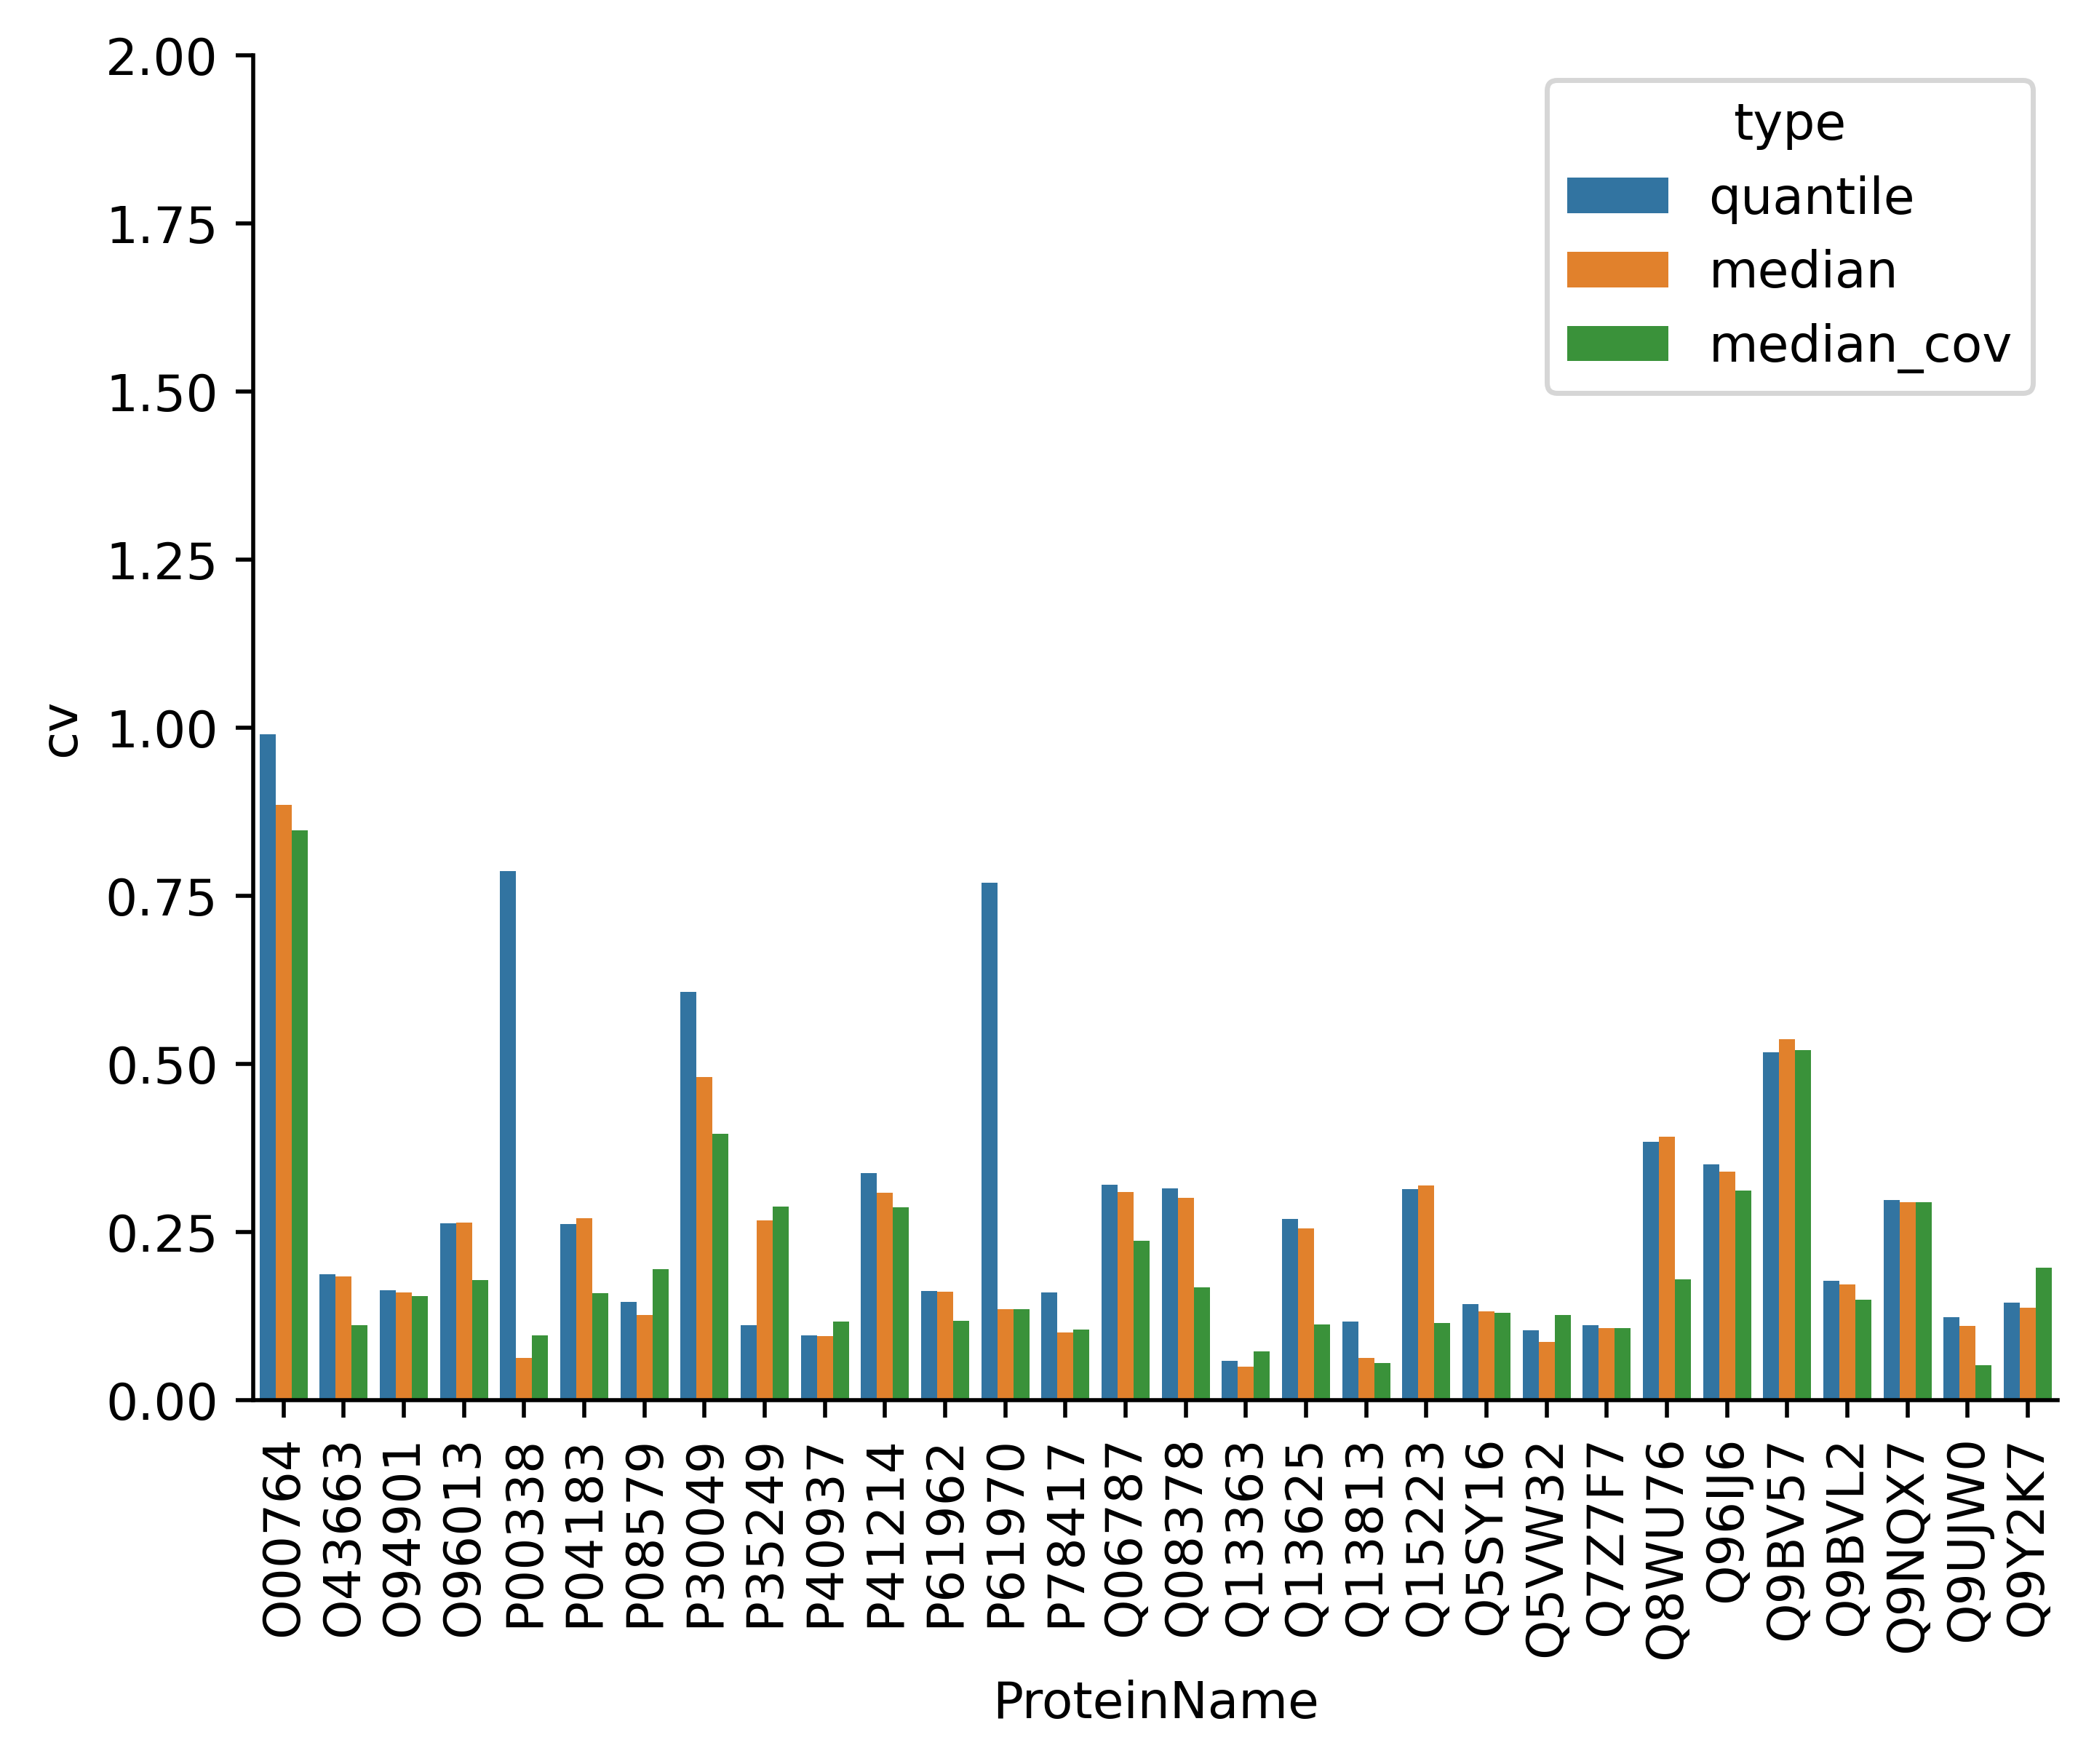 2.00
1.75
1.50
1.25
1.00
0.75
0.50
0.25
0.00
cv
type
quantile
median
median_cov
O00764
O43663
O94901
O96013
P00338
P04183
P08579
P30049
P35249
P40937
P41214
P61962
P61970
P78417
Q06787
Q08378
Q13363
Q13625
Q13813
Q15223
Q5SY16
Q5VW32
Q7Z7F7
Q8WU76
Q96IJ6
Q9BV57
Q9BVL2
Q9NQX7
Q9UJW0
Q9Y2K7
ProteinName